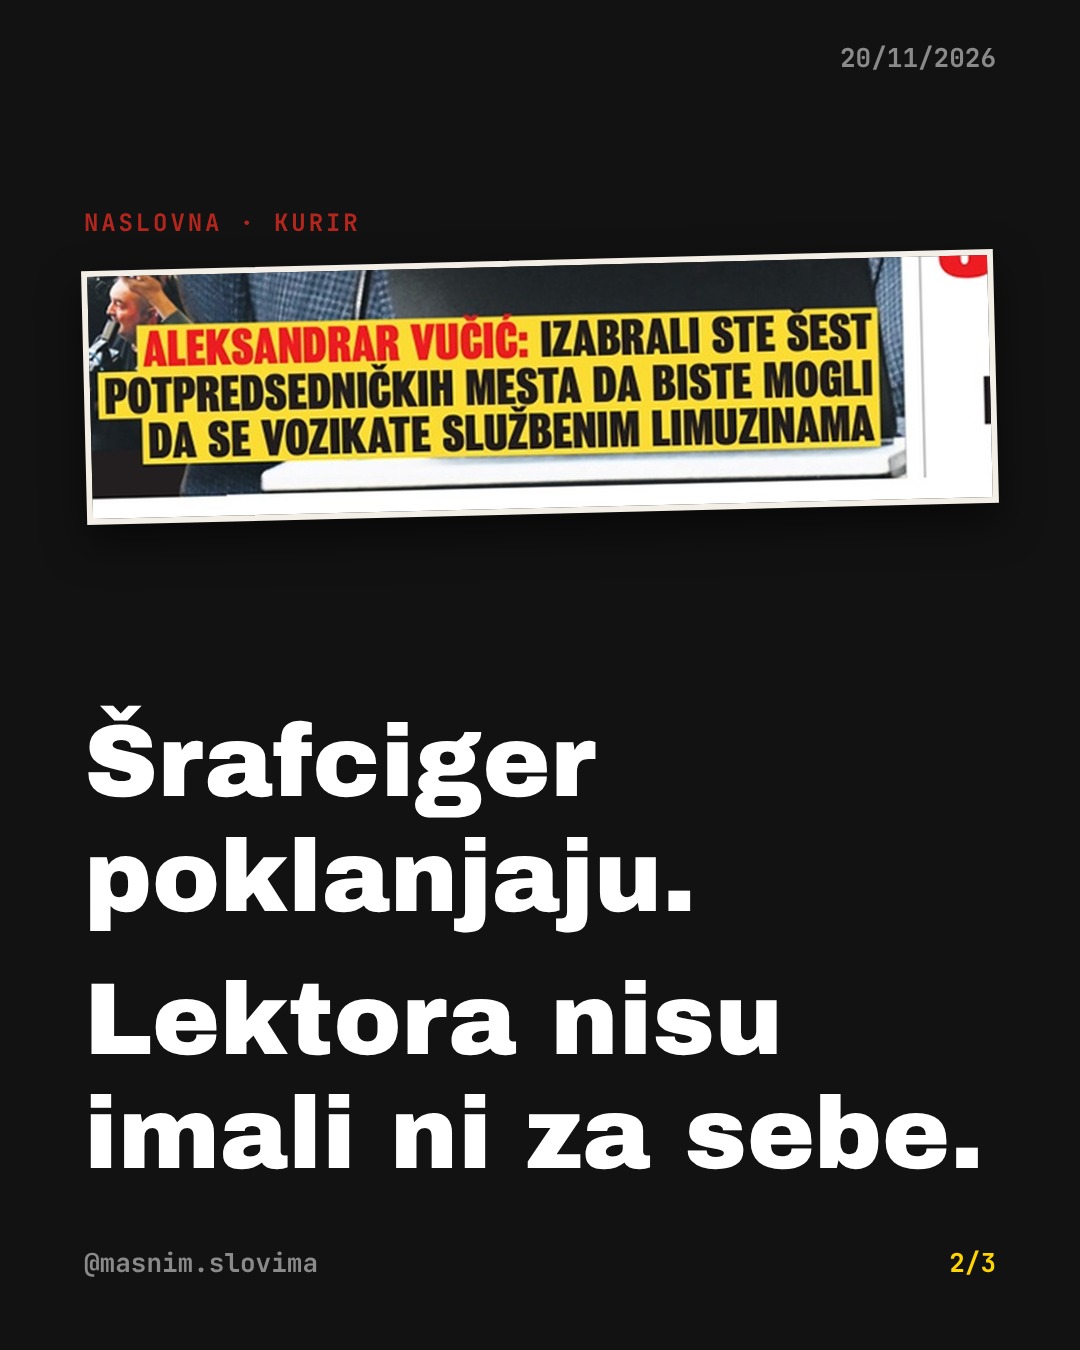 20/11/2026
NASLOVNA · KURIR
ALEKSANDRAR VUČIĆ: IZABRALI STE ŠEST
POTPREDSEDNIČKIH MESTA DA BISTE MOGLI
DA SE VOZIKATE SLUŽBENIM LIMUZINAMA
Šrafciger
poklanjaju.
Lektora nisu
imali ni za sebe.
@masnim.slovima
2/3